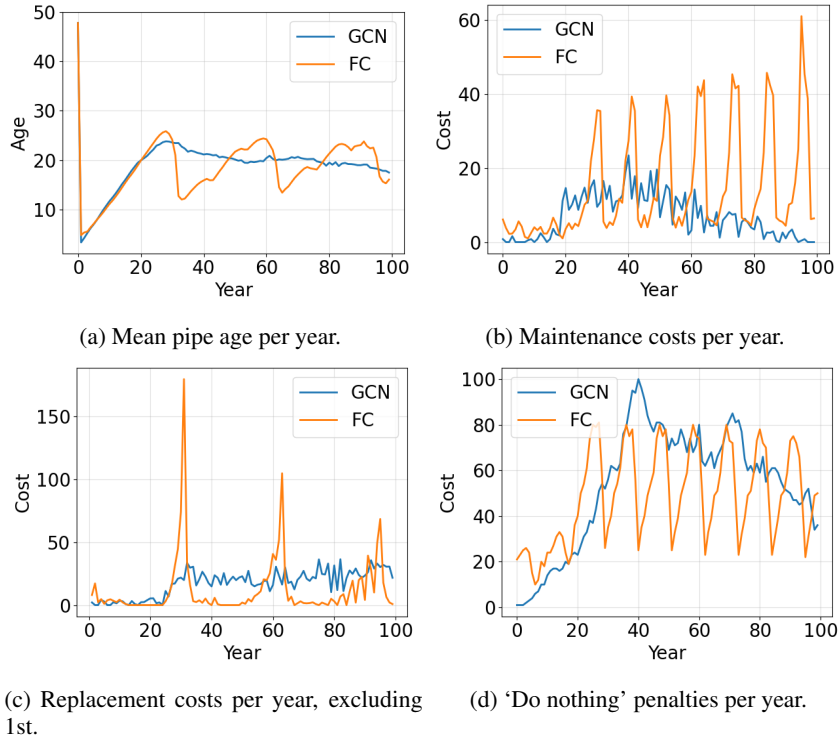 50
40
30
20
10
Age
GCN
FC
0
20
40
60
80
100
Year
(a) Mean pipe age per year.
60
40
20
0
Cost
GCN
FC
0
20
40
60
80
100
Year
(b) Maintenance costs per year.
150
100
50
0
Cost
GCN
FC
0
20
40
60
80
100
Year
(c) Replacement costs per year, excluding
1st.
100
80
60
40
20
0
Cost
GCN
FC
0
20
40
60
80
100
Year
(d) ‘Do nothing’ penalties per year.